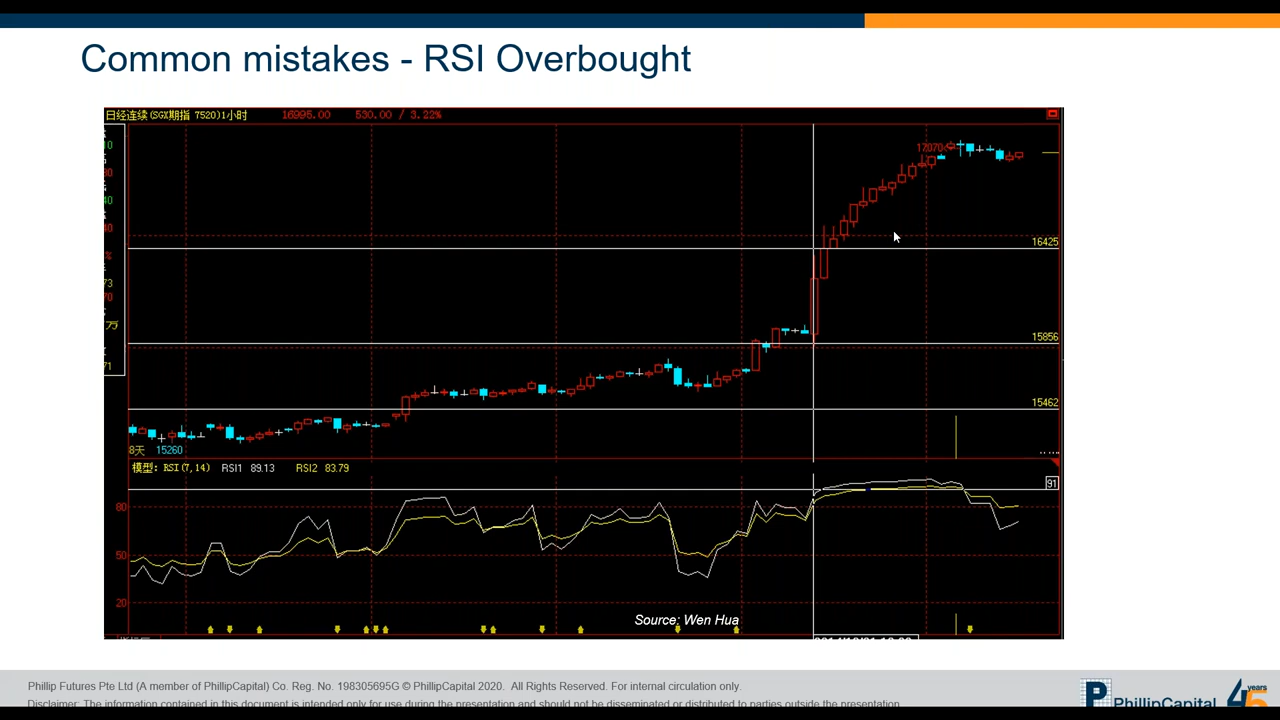 Common mistakes - RSI Overbought
日经连续(SGX期指 7520)1小时 16995.00 530.00 / 3.22%
17070
16425
15856
15462
8天 15260
模型: RSI(7,14) RSI1 89.13 RSI2 83.79
91
80
50
20
Source: Wen Hua
Phillip Futures Pte Ltd (A member of PhillipCapital) Co. Reg. No. 198305695G © PhillipCapital 2020. All Rights Reserved. For internal circulation only.
Disclaimer: The information contained in this document is intended only for use during the presentation and should not be disseminated or distributed to parties outside the presentation.
PhillipCapital
45 years